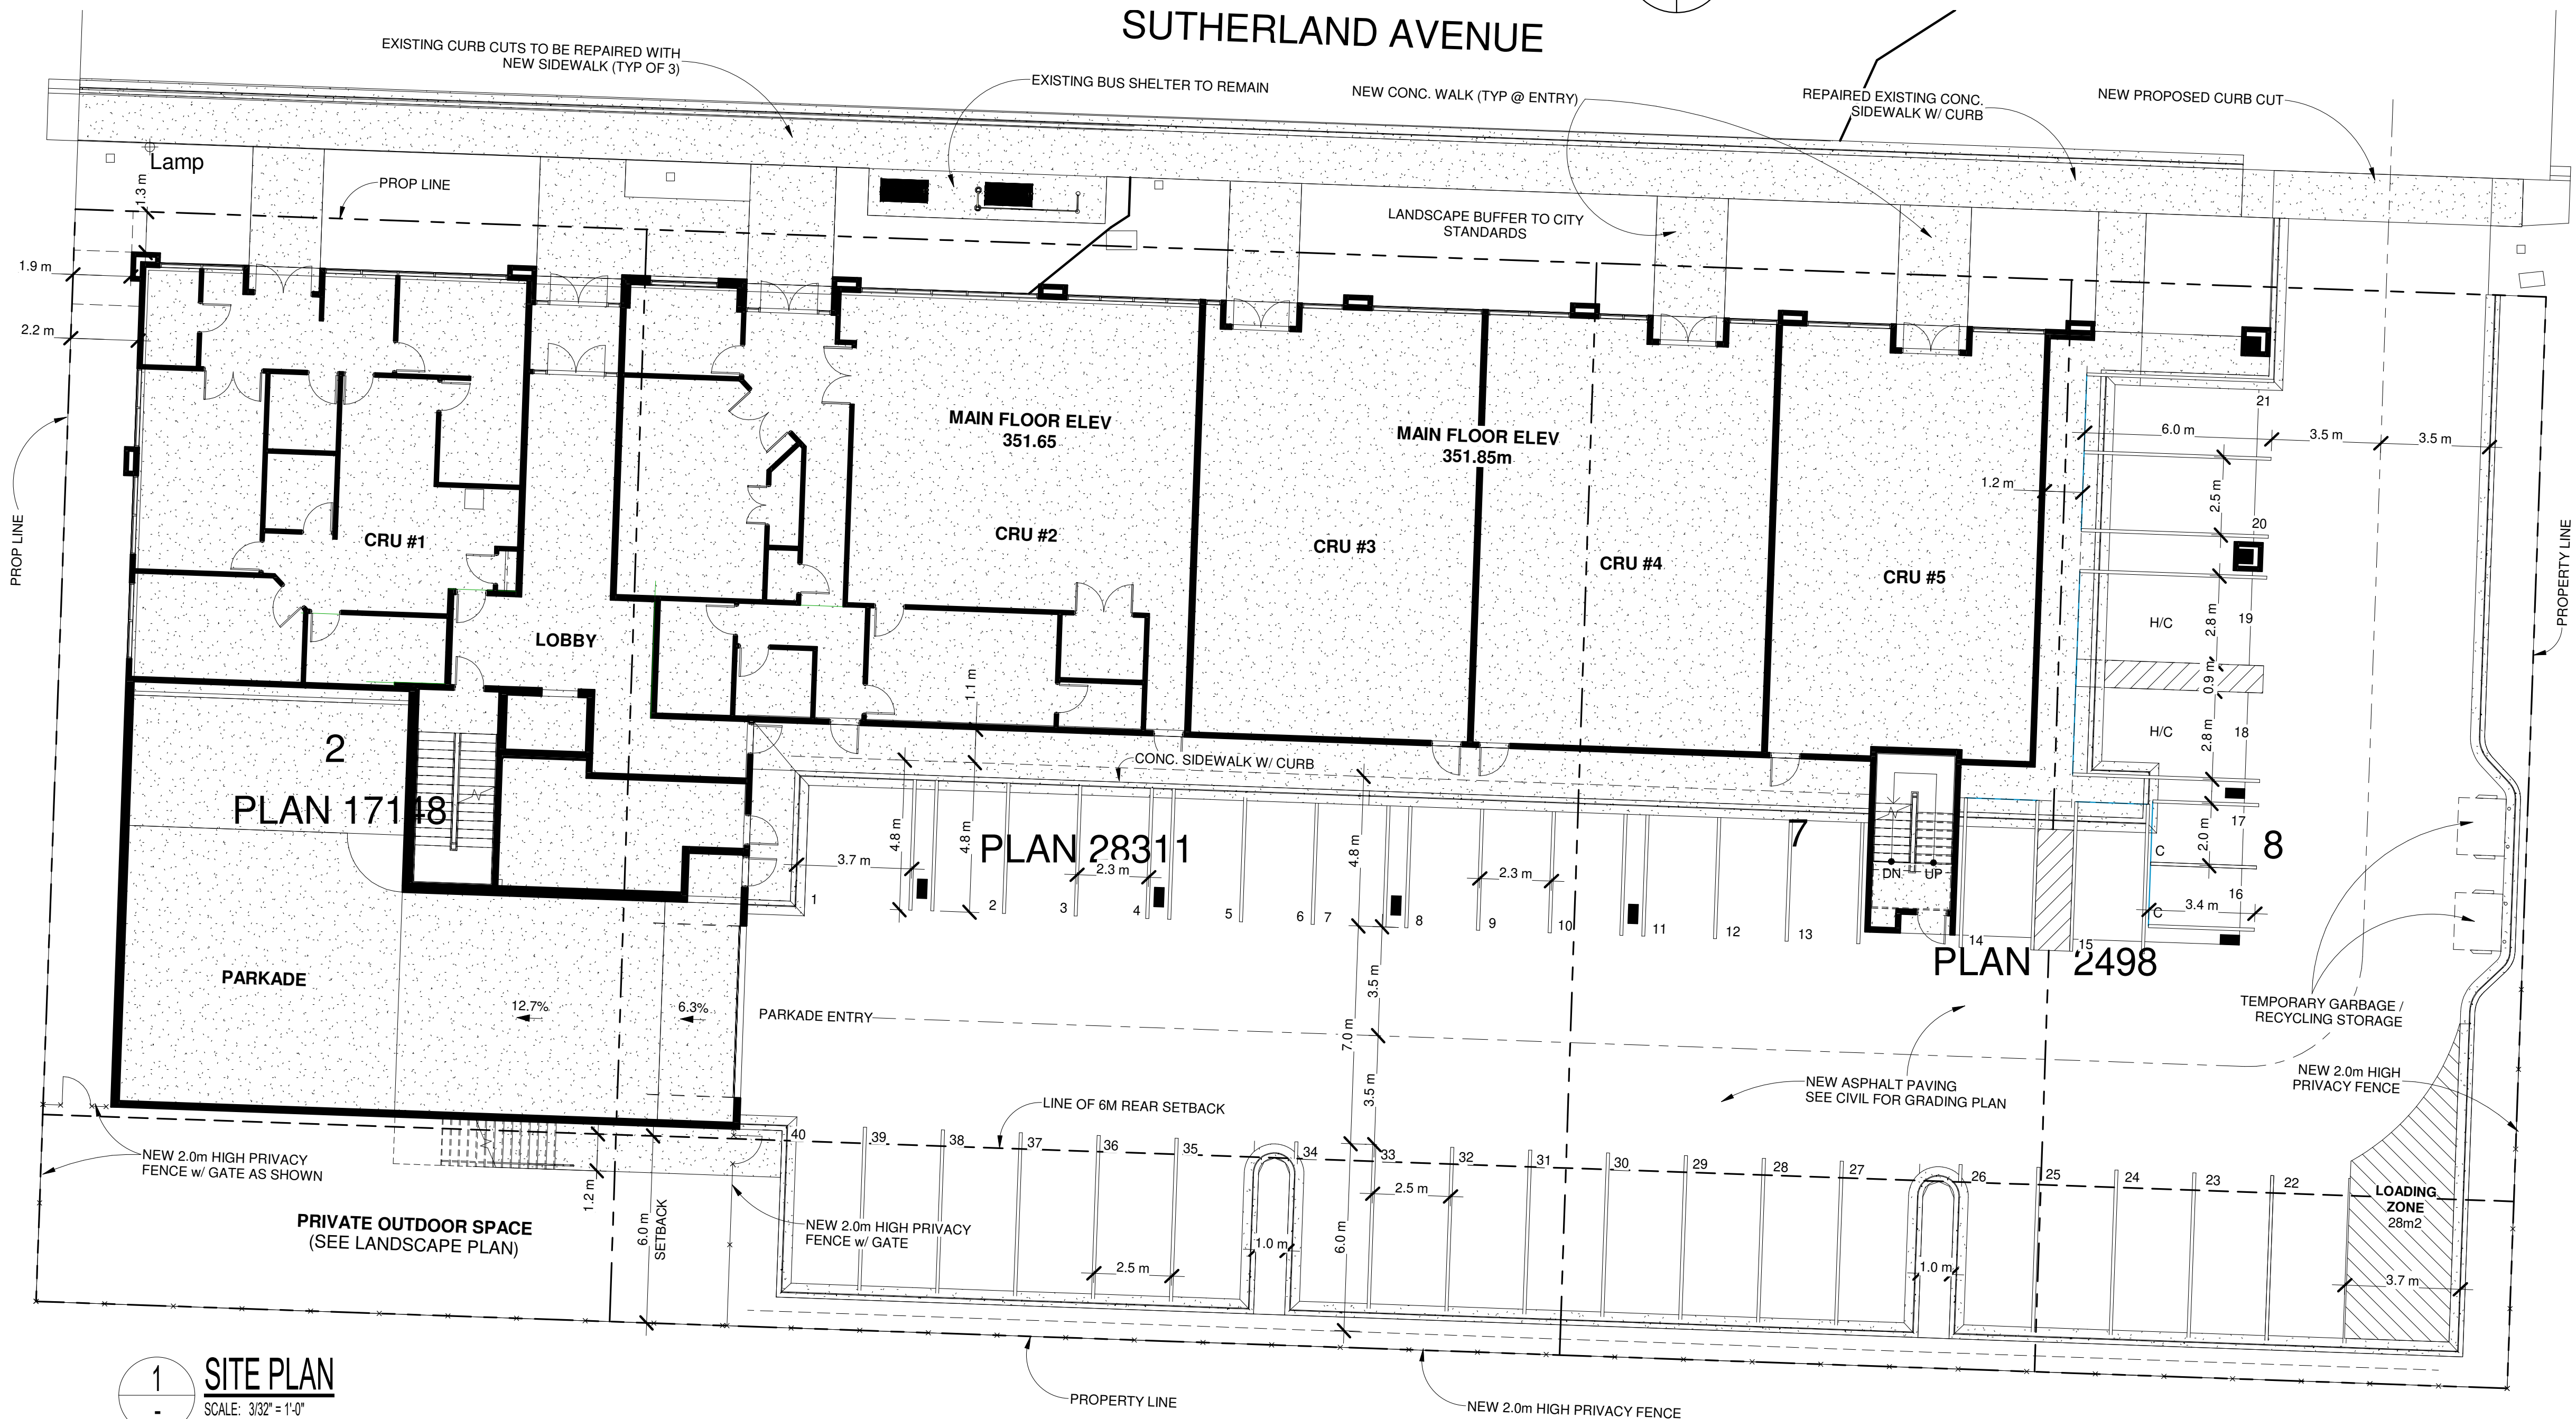 SUTHERLAND AVENUE
EXISTING CURB CUTS TO BE REPAIRED WITH
NEW SIDEWALK (TYP OF 3)
EXISTING BUS SHELTER TO REMAIN
NEW CONC. WALK (TYP @ ENTRY)
REPAIRED EXISTING CONC.
SIDEWALK W/ CURB
NEW PROPOSED CURB CUT
Lamp
1.3 m
PROP LINE
LANDSCAPE BUFFER TO CITY
STANDARDS
1.9 m
2.2 m
PROP LINE
MAIN FLOOR ELEV
351.65
MAIN FLOOR ELEV
351.85m
CRU #1
CRU #2
CRU #3
CRU #4
CRU #5
LOBBY
21
6.0 m
3.5 m
3.5 m
1.2 m
2.5 m
20
H/C
2.8 m
19
0.9 m
H/C
2.8 m
18
PROPERTY LINE
1.1 m
CONC. SIDEWALK W/ CURB
2
PLAN 17148
PLAN 28311
7
8
PLAN 2498
17
2.0 m
C
16
C
3.4 m
3.7 m
4.8 m
4.8 m
2.3 m
4.8 m
2.3 m
DN
UP
1
2
3
4
5
6
7
8
9
10
11
12
13
14
15
PARKADE
12.7%
6.3%
PARKADE ENTRY
3.5 m
7.0 m
3.5 m
TEMPORARY GARBAGE /
RECYCLING STORAGE
NEW 2.0m HIGH
PRIVACY FENCE
NEW ASPHALT PAVING
SEE CIVIL FOR GRADING PLAN
LINE OF 6M REAR SETBACK
40
39
38
37
36
35
34
33
32
31
30
29
28
27
26
25
24
23
22
NEW 2.0m HIGH PRIVACY
FENCE w/ GATE AS SHOWN
1.2 m
6.0 m
SETBACK
PRIVATE OUTDOOR SPACE
(SEE LANDSCAPE PLAN)
NEW 2.0m HIGH PRIVACY
FENCE w/ GATE
2.5 m
1.0 m
6.0 m
2.5 m
1.0 m
LOADING
ZONE
28m2
3.7 m
1
-
SITE PLAN
SCALE: 3/32" = 1'-0"
PROPERTY LINE
NEW 2.0m HIGH PRIVACY FENCE